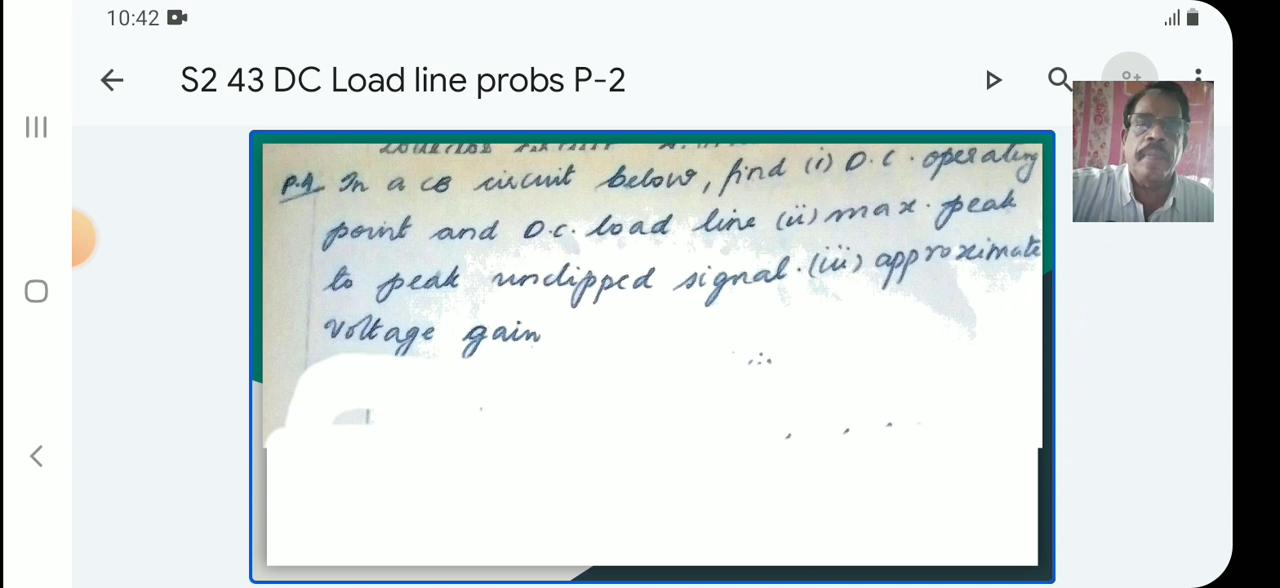 10:42
S2 43 DC Load line probs P-2
P.4 In a CB circuit below, find (i) D.C. operating
point and D.C. load line (ii) max. peak
to peak unclipped signal. (iii) approximate
voltage gain